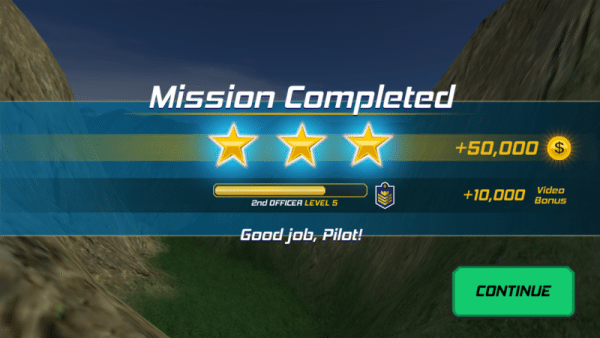 Mission Completed
+50,000 $
2nd OFFICER LEVEL 5
+10,000 Video Bonus
Good job, Pilot!
CONTINUE